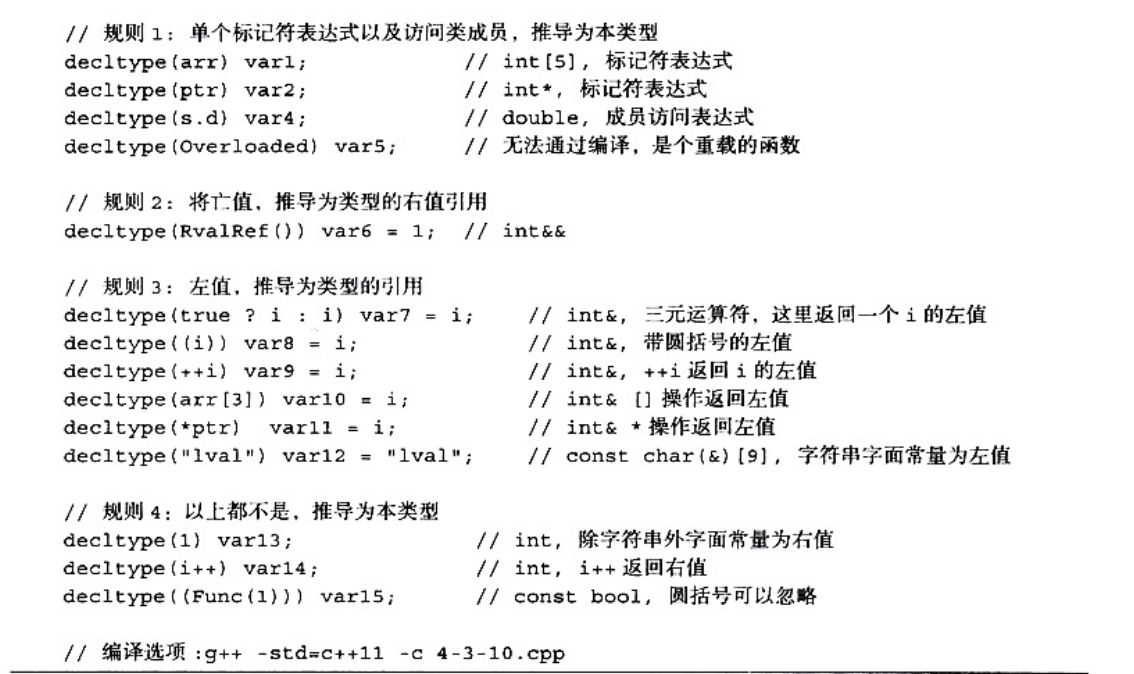 // 规则 1: 单个标记符表达式以及访问类成员，推导为本类型
decltype(arr) var1; // int[5], 标记符表达式
decltype(ptr) var2; // int*, 标记符表达式
decltype(s.d) var4; // double, 成员访问表达式
decltype(Overloaded) var5; // 无法通过编译，是个重载的函数
// 规则 2: 将亡值，推导为类型的右值引用
decltype(RvalRef()) var6 = 1; // int&&
// 规则 3: 左值，推导为类型的引用
decltype(true ? i : i) var7 = i; // int&, 三元运算符，这里返回一个 i 的左值
decltype((i)) var8 = i; // int&, 带圆括号的左值
decltype(++i) var9 = i; // int&, ++i 返回 i 的左值
decltype(arr[3]) var10 = i; // int& [] 操作返回左值
decltype(*ptr) var11 = i; // int& * 操作返回左值
decltype("lval") var12 = "lval"; // const char(&)[9], 字符串字面常量为左值
// 规则 4: 以上都不是，推导为本类型
decltype(1) var13; // int, 除字符串外字面常量为右值
decltype(i++) var14; // int, i++ 返回右值
decltype((Func(1))) var15; // const bool, 圆括号可以忽略
// 编译选项 :g++ -std=c++11 -c 4-3-10.cpp